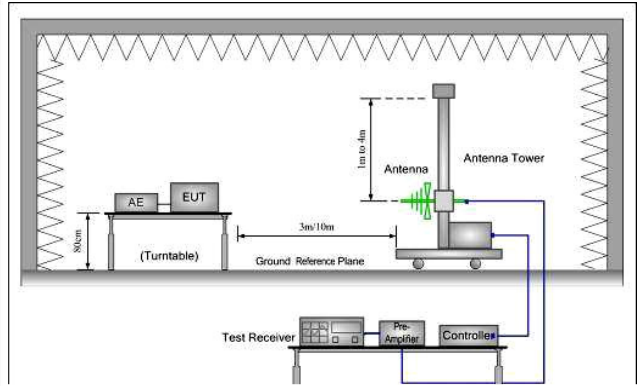 1m to 4m
Antenna
Antenna Tower
AE
EUT
80cm
(Turntable)
3m/10m
Ground Reference Plane
Test Receiver
Pre-
Amplifier
Controller